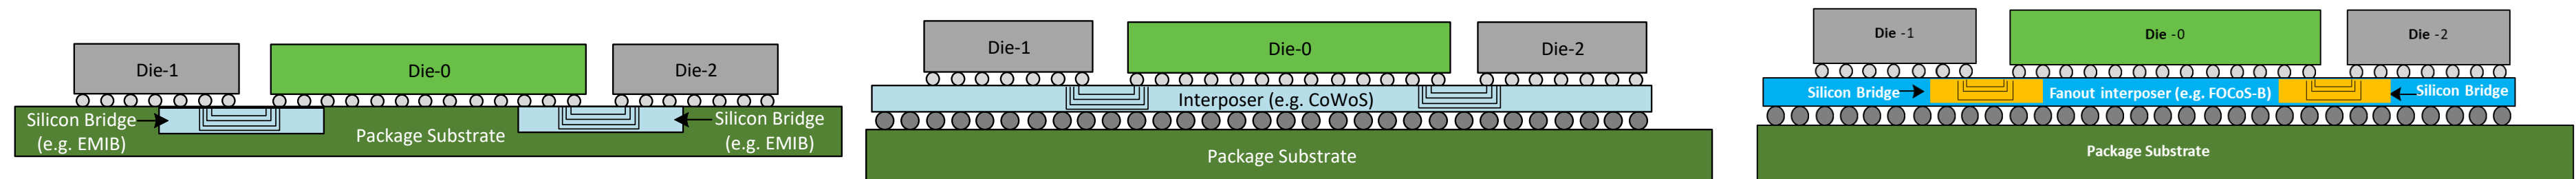 Die-1
Die-0
Die-2
Silicon Bridge
(e.g. EMIB)
Package Substrate
Silicon Bridge
(e.g. EMIB)
Die-1
Die-0
Die-2
Interposer (e.g. CoWoS)
Package Substrate
Die -1
Die -0
Die -2
Silicon Bridge
Fanout interposer (e.g. FOCoS-B)
Silicon Bridge
Package Substrate